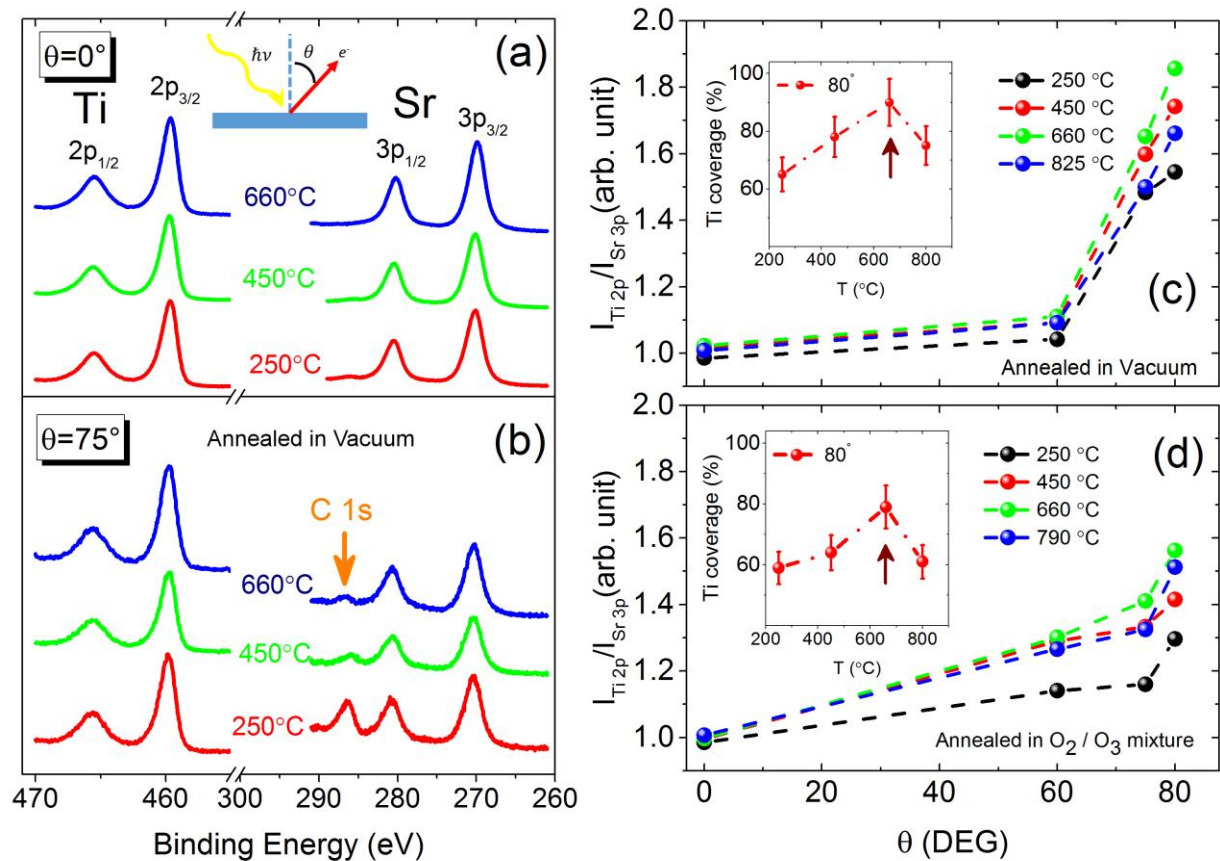 θ=0°
(a)
ħν
θ
e⁻
Ti
2p3/2
Sr
3p3/2
2p1/2
3p1/2
660°C
450°C
250°C
θ=75°
Annealed in Vacuum
(b)
C 1s
660°C
450°C
250°C
470
460
300
290
280
270
260
Binding Energy (eV)
2.0
1.8
1.6
1.4
1.2
1.0
I Ti 2p/I Sr 3p (arb. unit)
100
80
60
Ti coverage (%)
80°
200
400
600
800
T (°C)
250 °C
450 °C
660 °C
825 °C
(c)
Annealed in Vacuum
2.0
1.8
1.6
1.4
1.2
1.0
I Ti 2p/I Sr 3p (arb. unit)
100
80
60
Ti coverage (%)
80°
200
400
600
800
T (°C)
(d)
250 °C
450 °C
660 °C
790 °C
Annealed in O2 / O3 mixture
0
20
40
60
80
θ (DEG)